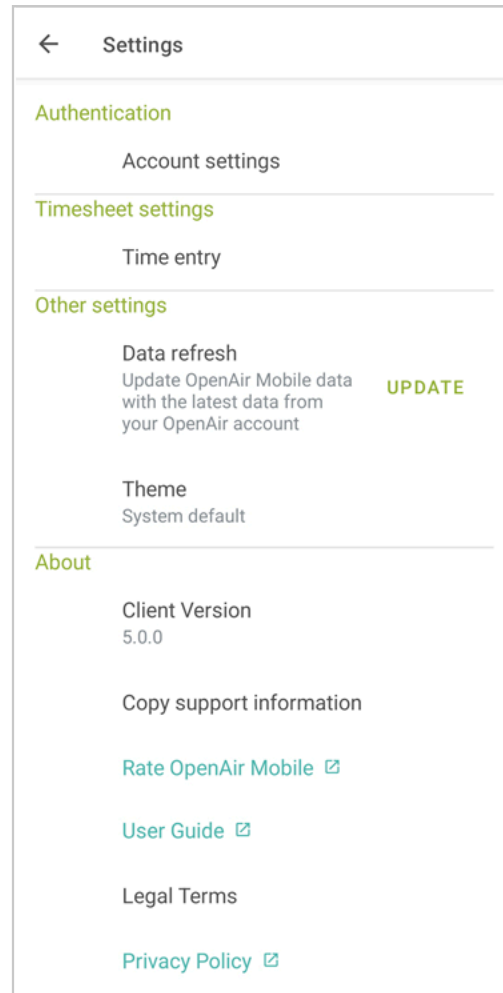 Settings
Authentication
Account settings
Timesheet settings
Time entry
Other settings
Data refresh
Update OpenAir Mobile data
with the latest data from
your OpenAir account
UPDATE
Theme
System default
About
Client Version
5.0.0
Copy support information
Rate OpenAir Mobile
User Guide
Legal Terms
Privacy Policy